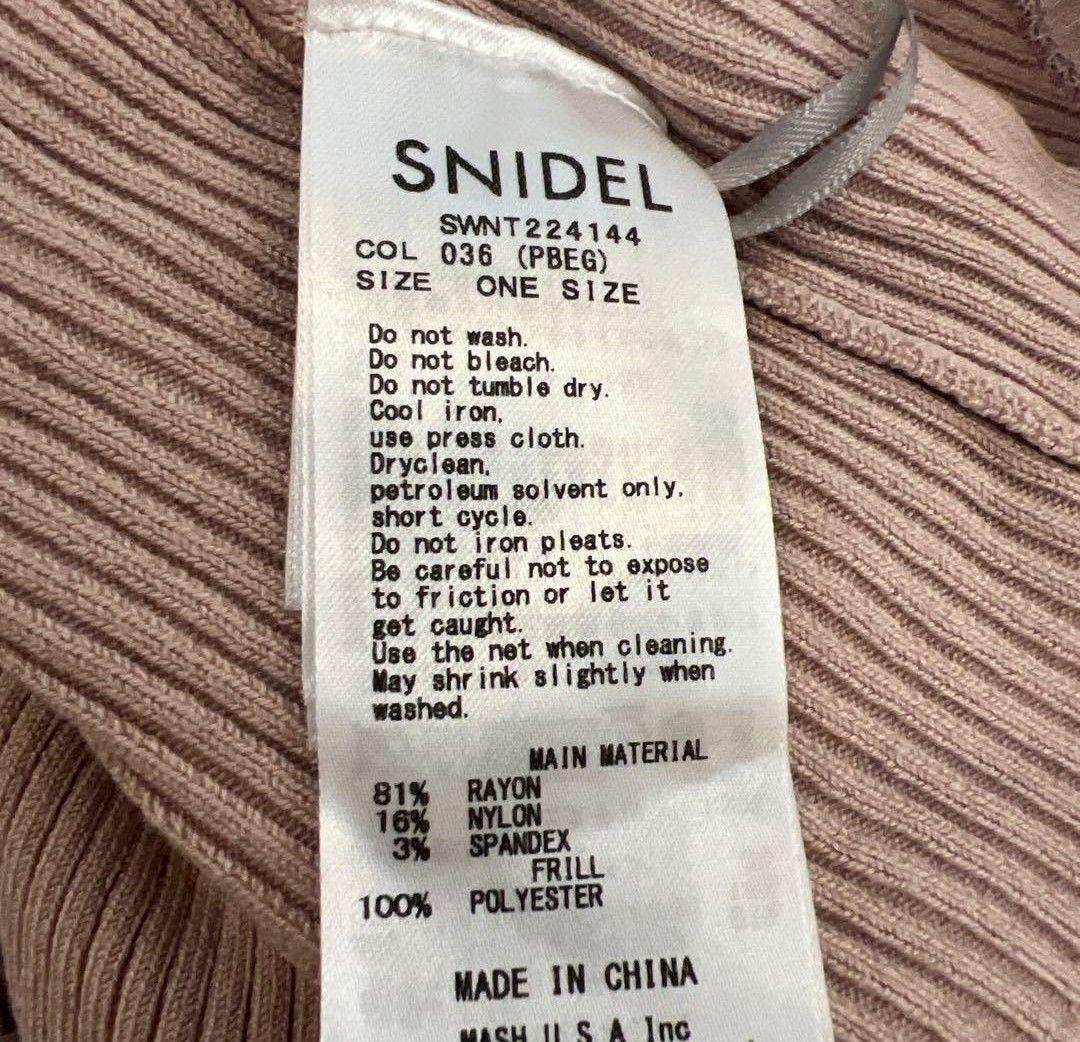 SNIDEL
SWNT224144
COL 036 (PBEG)
SIZE ONE SIZE
Do not wash.
Do not bleach.
Do not tumble dry.
Cool iron,
use press cloth.
Dryclean,
petroleum solvent only,
short cycle.
Do not iron pleats.
Be careful not to expose
to friction or let it
get caught.
Use the net when cleaning.
May shrink slightly when
washed.
MAIN MATERIAL
81% RAYON
16% NYLON
3% SPANDEX
FRILL
100% POLYESTER
MADE IN CHINA
MASH U S A Inc